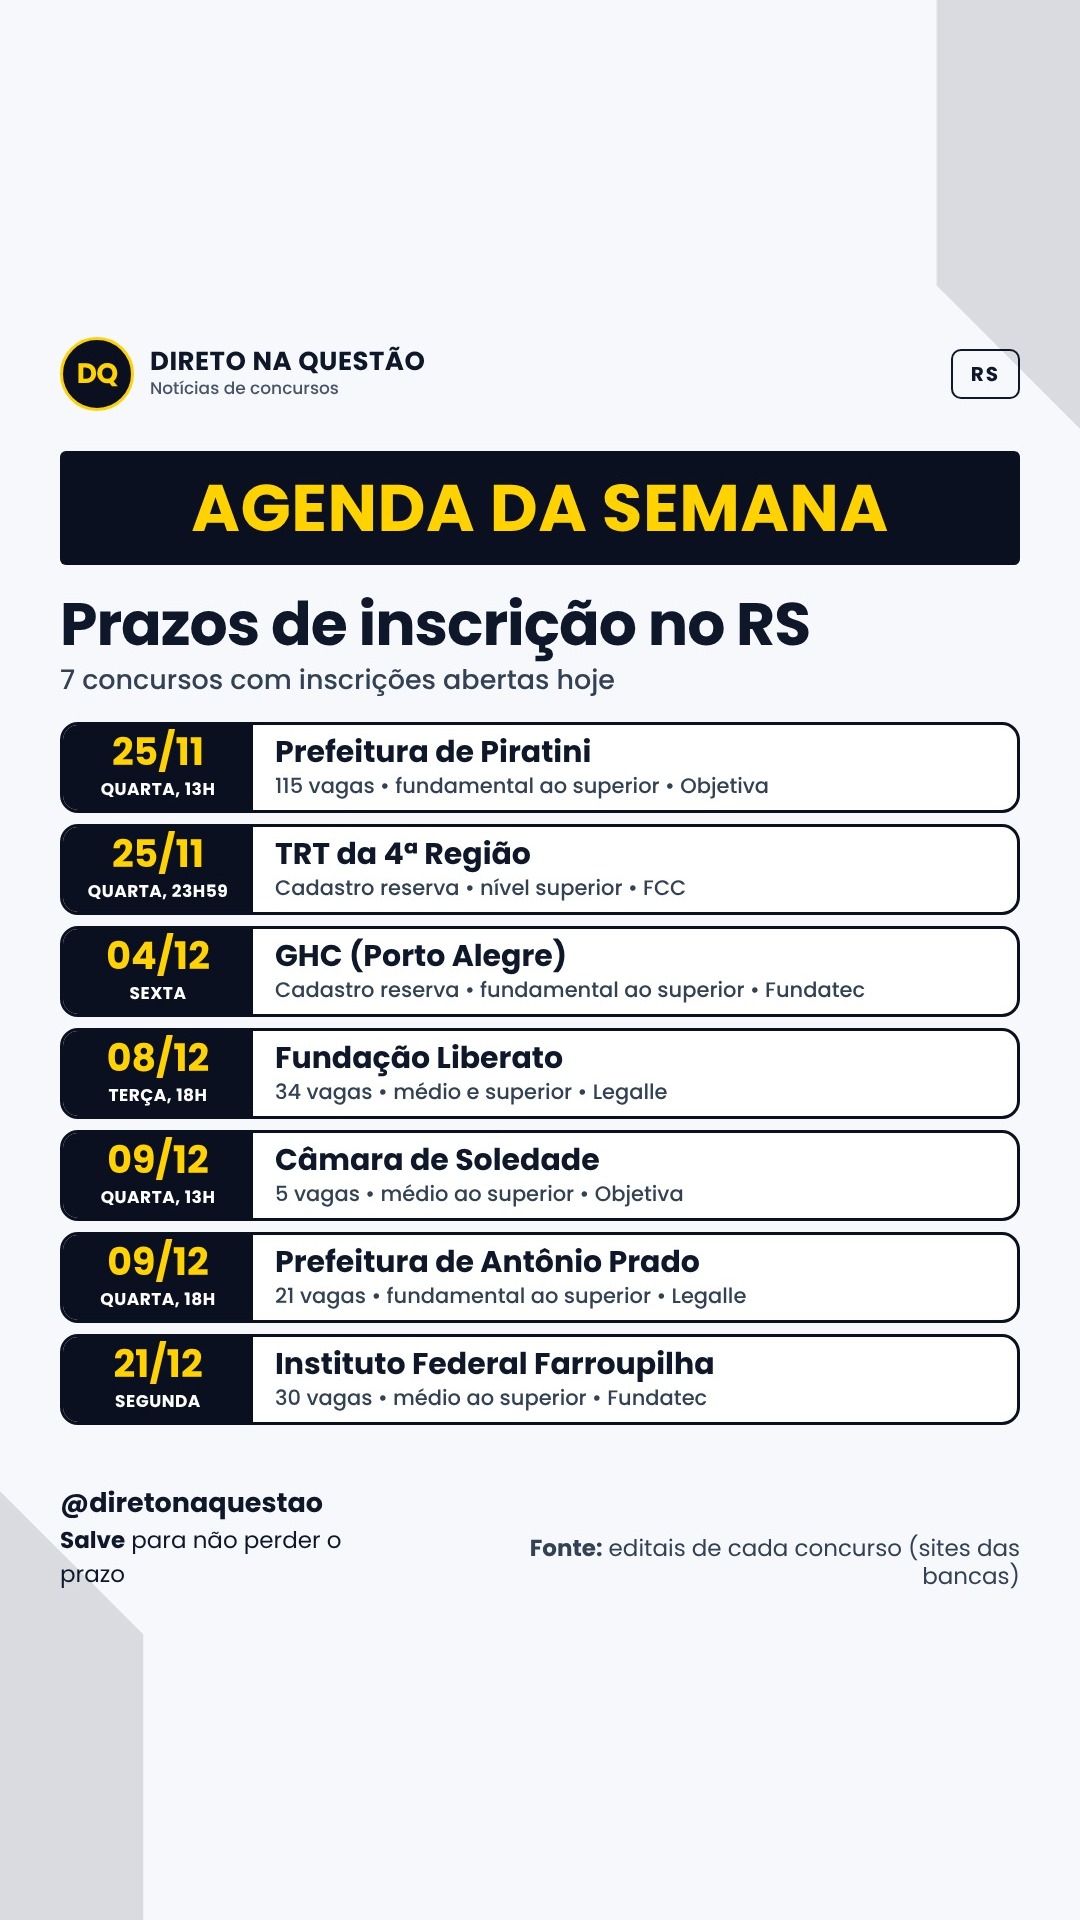 DQ
DIRETO NA QUESTÃO
Notícias de concursos
RS
AGENDA DA SEMANA
Prazos de inscrição no RS
7 concursos com inscrições abertas hoje
25/11
QUARTA, 13H
Prefeitura de Piratini
115 vagas • fundamental ao superior • Objetiva
25/11
QUARTA, 23H59
TRT da 4ª Região
Cadastro reserva • nível superior • FCC
04/12
SEXTA
GHC (Porto Alegre)
Cadastro reserva • fundamental ao superior • Fundatec
08/12
TERÇA, 18H
Fundação Liberato
34 vagas • médio e superior • Legalle
09/12
QUARTA, 13H
Câmara de Soledade
5 vagas • médio ao superior • Objetiva
09/12
QUARTA, 18H
Prefeitura de Antônio Prado
21 vagas • fundamental ao superior • Legalle
21/12
SEGUNDA
Instituto Federal Farroupilha
30 vagas • médio ao superior • Fundatec
@diretonaquestao
Salve para não perder o
prazo
Fonte: editais de cada concurso (sites das
bancas)